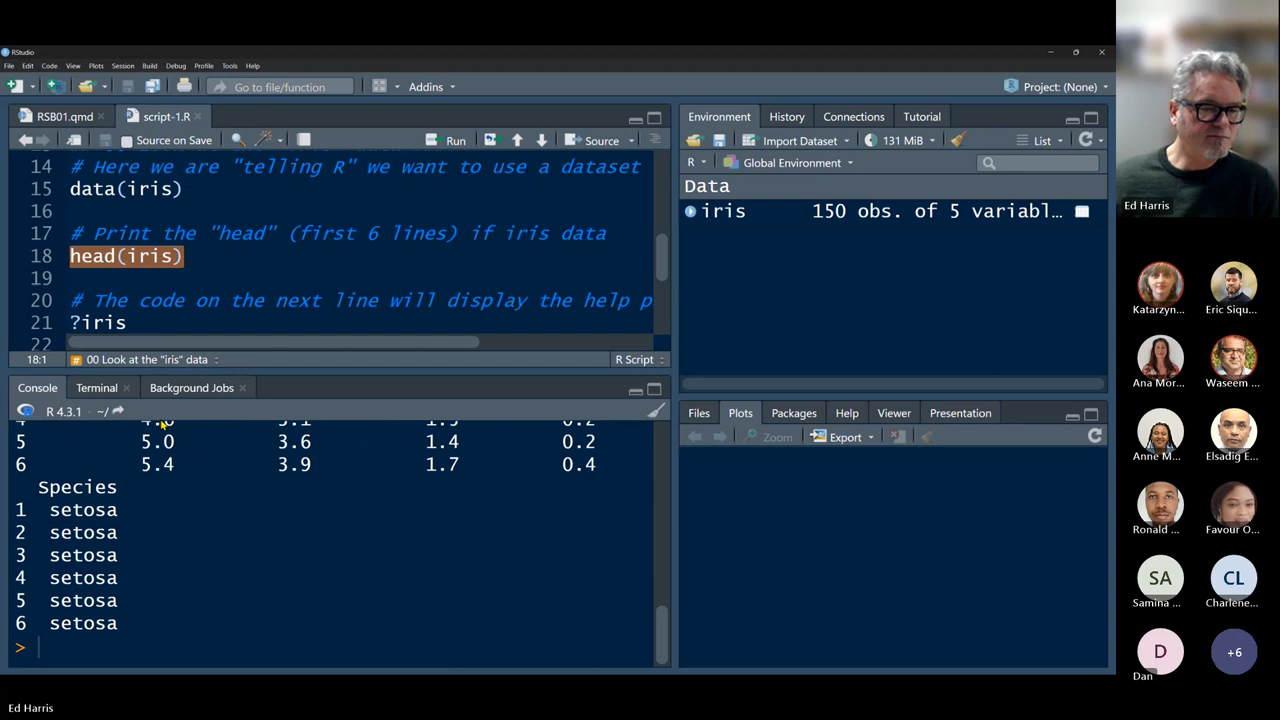 RStudio
File Edit Code View Plots Session Build Debug Profile Tools Help
Go to file/function Addins Project: (None)
RSB01.qmd script-1.R
Source on Save Run Source
14 # Here we are "telling R" we want to use a dataset
15 data(iris)
16
17 # Print the "head" (first 6 lines) if iris data
18 head(iris)
19
20 # The code on the next line will display the help p
21 ?iris
22
18:1 00 Look at the "iris" data R Script
Console Terminal Background Jobs
R 4.3.1 · ~/
5 5.0 3.6 1.4 0.2
6 5.4 3.9 1.7 0.4
Species
1 setosa
2 setosa
3 setosa
4 setosa
5 setosa
6 setosa
>
Environment History Connections Tutorial
Import Dataset 131 MiB List
R Global Environment
Data
iris 150 obs. of 5 variabl…
Files Plots Packages Help Viewer Presentation
Zoom Export
Ed Harris
Katarzyn... Eric Siqu...
Ana Mor... Waseem ...
Anne M... Elsadig E...
Ronald ... Favour O...
SA CL
Samina ... Charlene...
D +6
Dan
Ed Harris